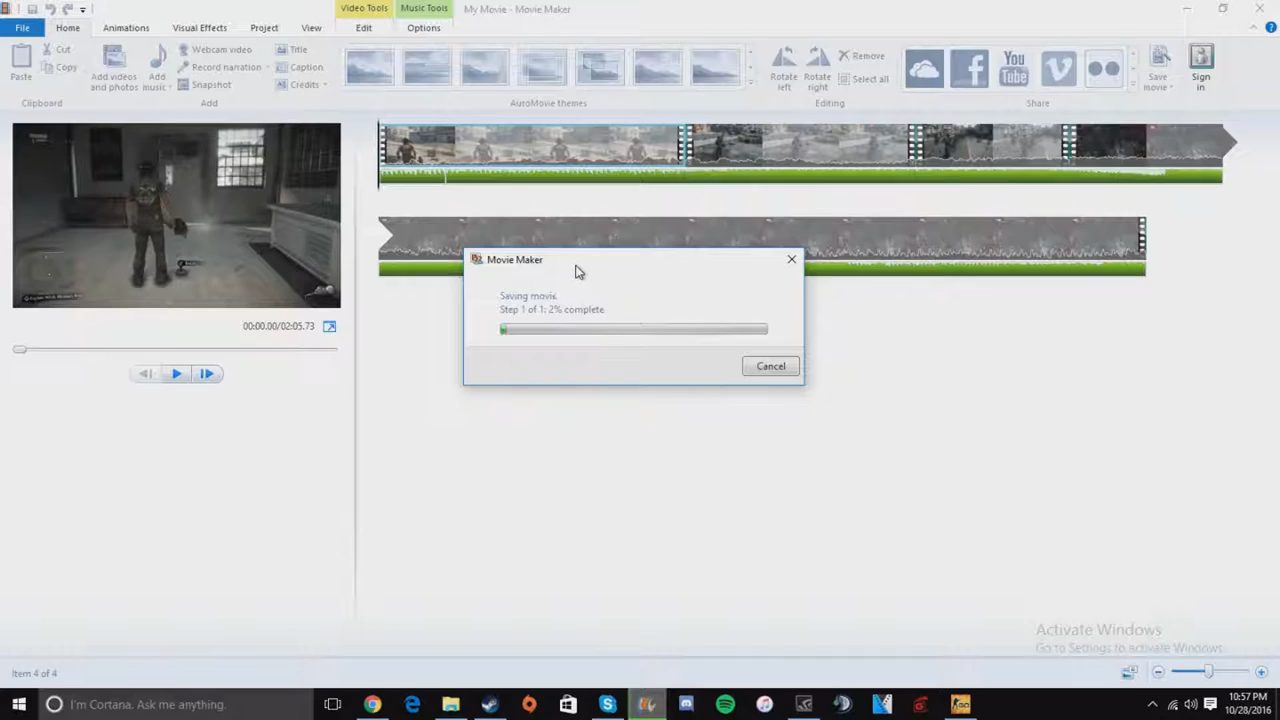 Video Tools
Music Tools
My Movie - Movie Maker
File
Home
Animations
Visual Effects
Project
View
Edit
Options
Paste
Cut
Copy
Clipboard
Add videos
and photos
Add
music
Webcam video
Record narration
Snapshot
Title
Caption
Credits
Add
AutoMovie themes
Rotate
left
Rotate
right
Remove
Select all
Editing
You
Tube
Share
Save
movie
Sign
in
00:00.00/02:05.73
Movie Maker
Saving movie.
Step 1 of 1: 2% complete
Cancel
Activate Windows
Go to Settings to activate Windows.
Item 4 of 4
I'm Cortana. Ask me anything.
10:57 PM
10/28/2016